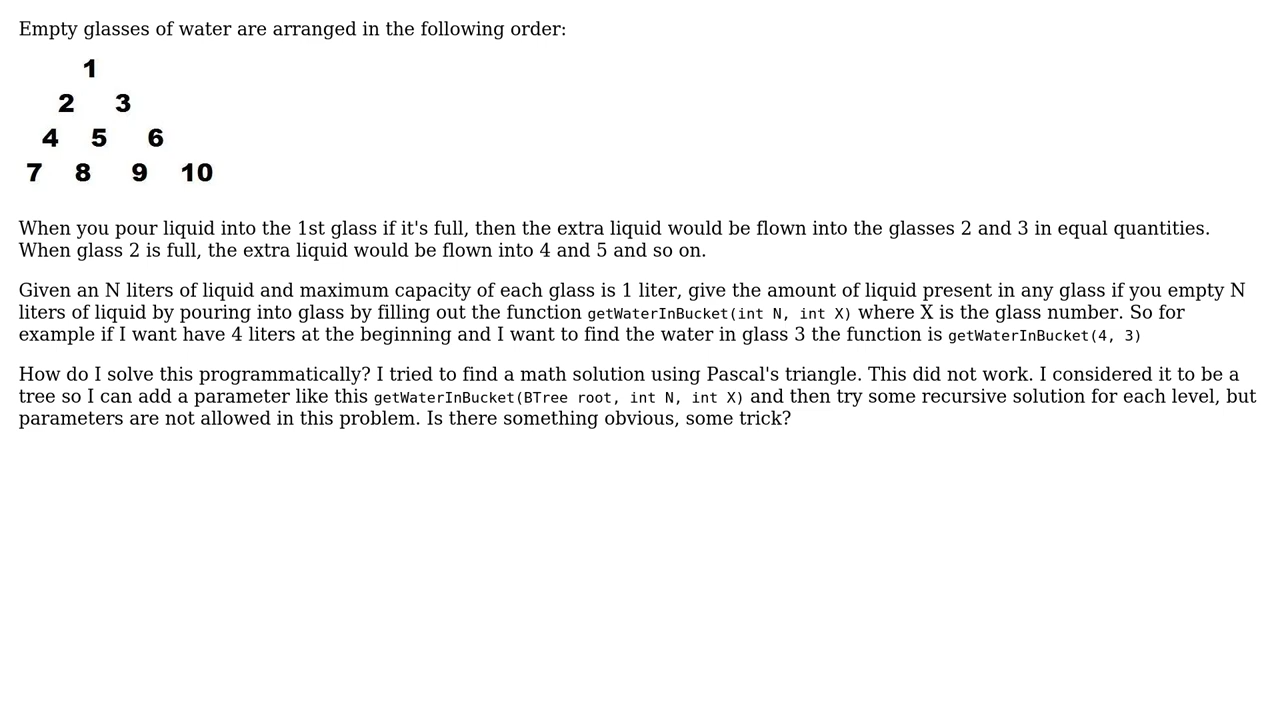 Empty glasses of water are arranged in the following order:
1
2 3
4 5 6
7 8 9 10
When you pour liquid into the 1st glass if it's full, then the extra liquid would be flown into the glasses 2 and 3 in equal quantities.
When glass 2 is full, the extra liquid would be flown into 4 and 5 and so on.
Given an N liters of liquid and maximum capacity of each glass is 1 liter, give the amount of liquid present in any glass if you empty N
liters of liquid by pouring into glass by filling out the function getWaterInBucket(int N, int X) where X is the glass number. So for
example if I want have 4 liters at the beginning and I want to find the water in glass 3 the function is getWaterInBucket(4, 3)
How do I solve this programmatically? I tried to find a math solution using Pascal's triangle. This did not work. I considered it to be a
tree so I can add a parameter like this getWaterInBucket(BTree root, int N, int X) and then try some recursive solution for each level, but
parameters are not allowed in this problem. Is there something obvious, some trick?